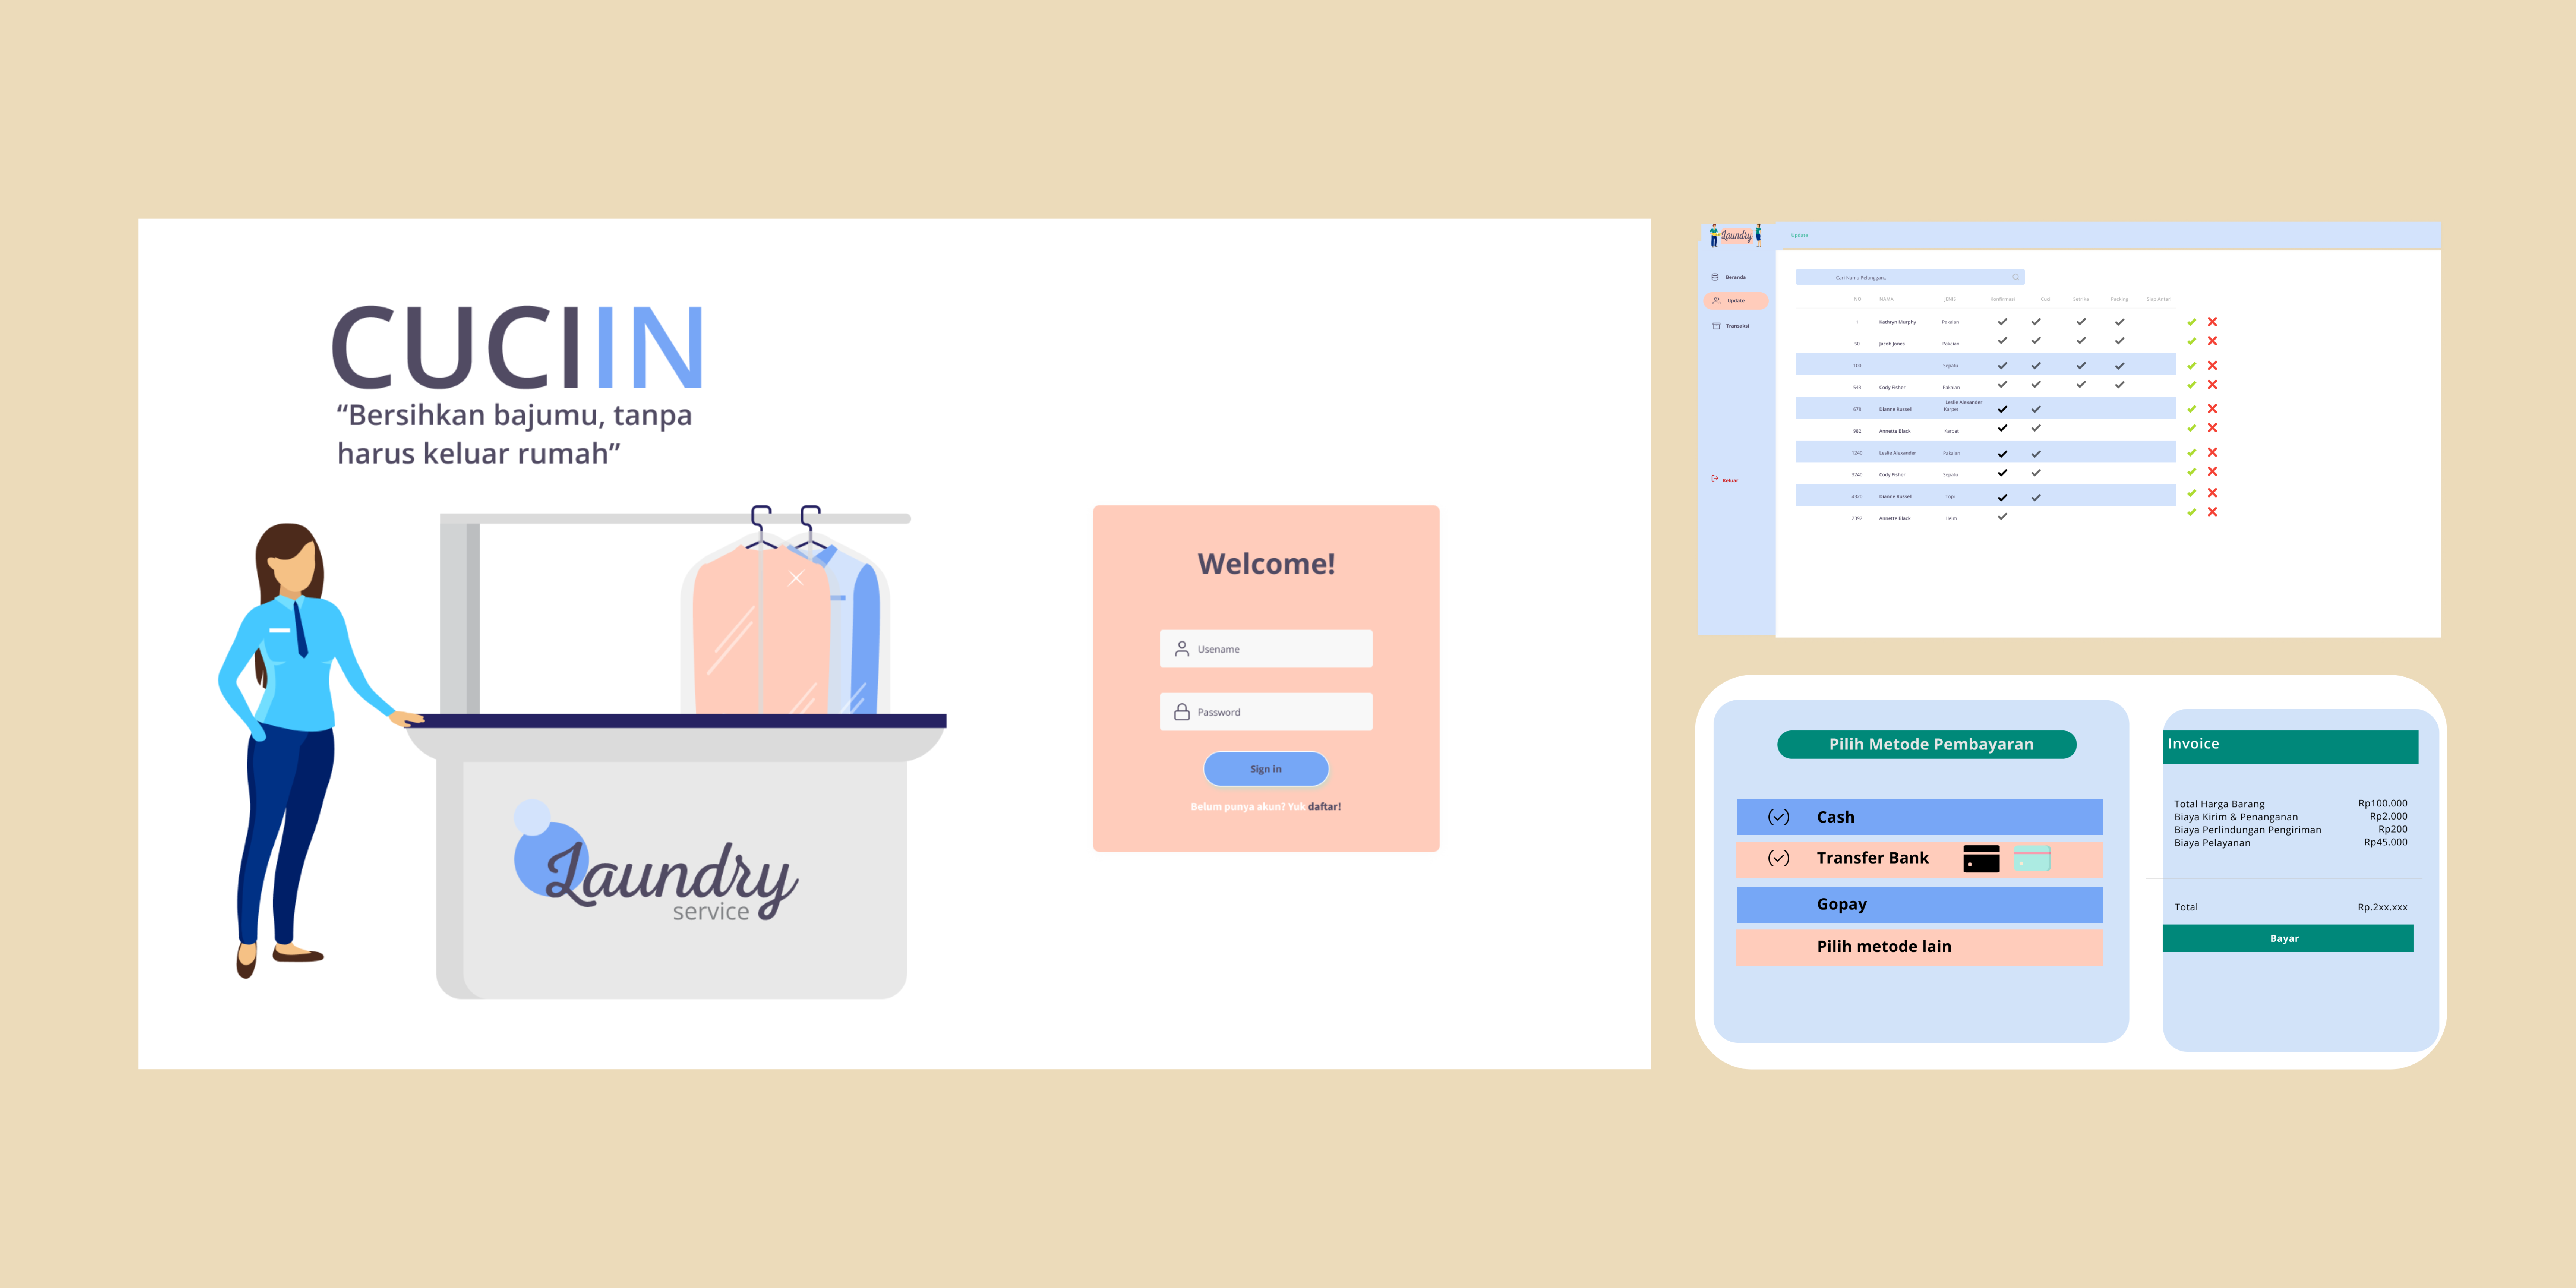 CUCIIN
“Bersihkan bajumu, tanpa
harus keluar rumah”
Laundry
service
Welcome!
Usename
Password
Sign in
Belum punya akun? Yuk daftar!
Laundry
Update
Beranda
Update
Transaksi
Keluar
Cari Nama Pelanggan..
NO NAMA JENIS Konfirmasi Cuci Setrika Packing Siap Antar!
1 Kathryn Murphy Pakaian
50 Jacob Jones Pakaian
100 Sepatu
543 Cody Fisher Pakaian
Leslie Alexander
678 Dianne Russell Karpet
982 Annette Black Karpet
1240 Leslie Alexander Pakaian
3240 Cody Fisher Sepatu
4320 Dianne Russell Topi
2392 Annette Black Helm
Pilih Metode Pembayaran
Cash
Transfer Bank
Gopay
Pilih metode lain
Invoice
Total Harga Barang Rp100.000
Biaya Kirim & Penanganan Rp2.000
Biaya Perlindungan Pengiriman Rp200
Biaya Pelayanan Rp45.000
Total Rp.2xx.xxx
Bayar